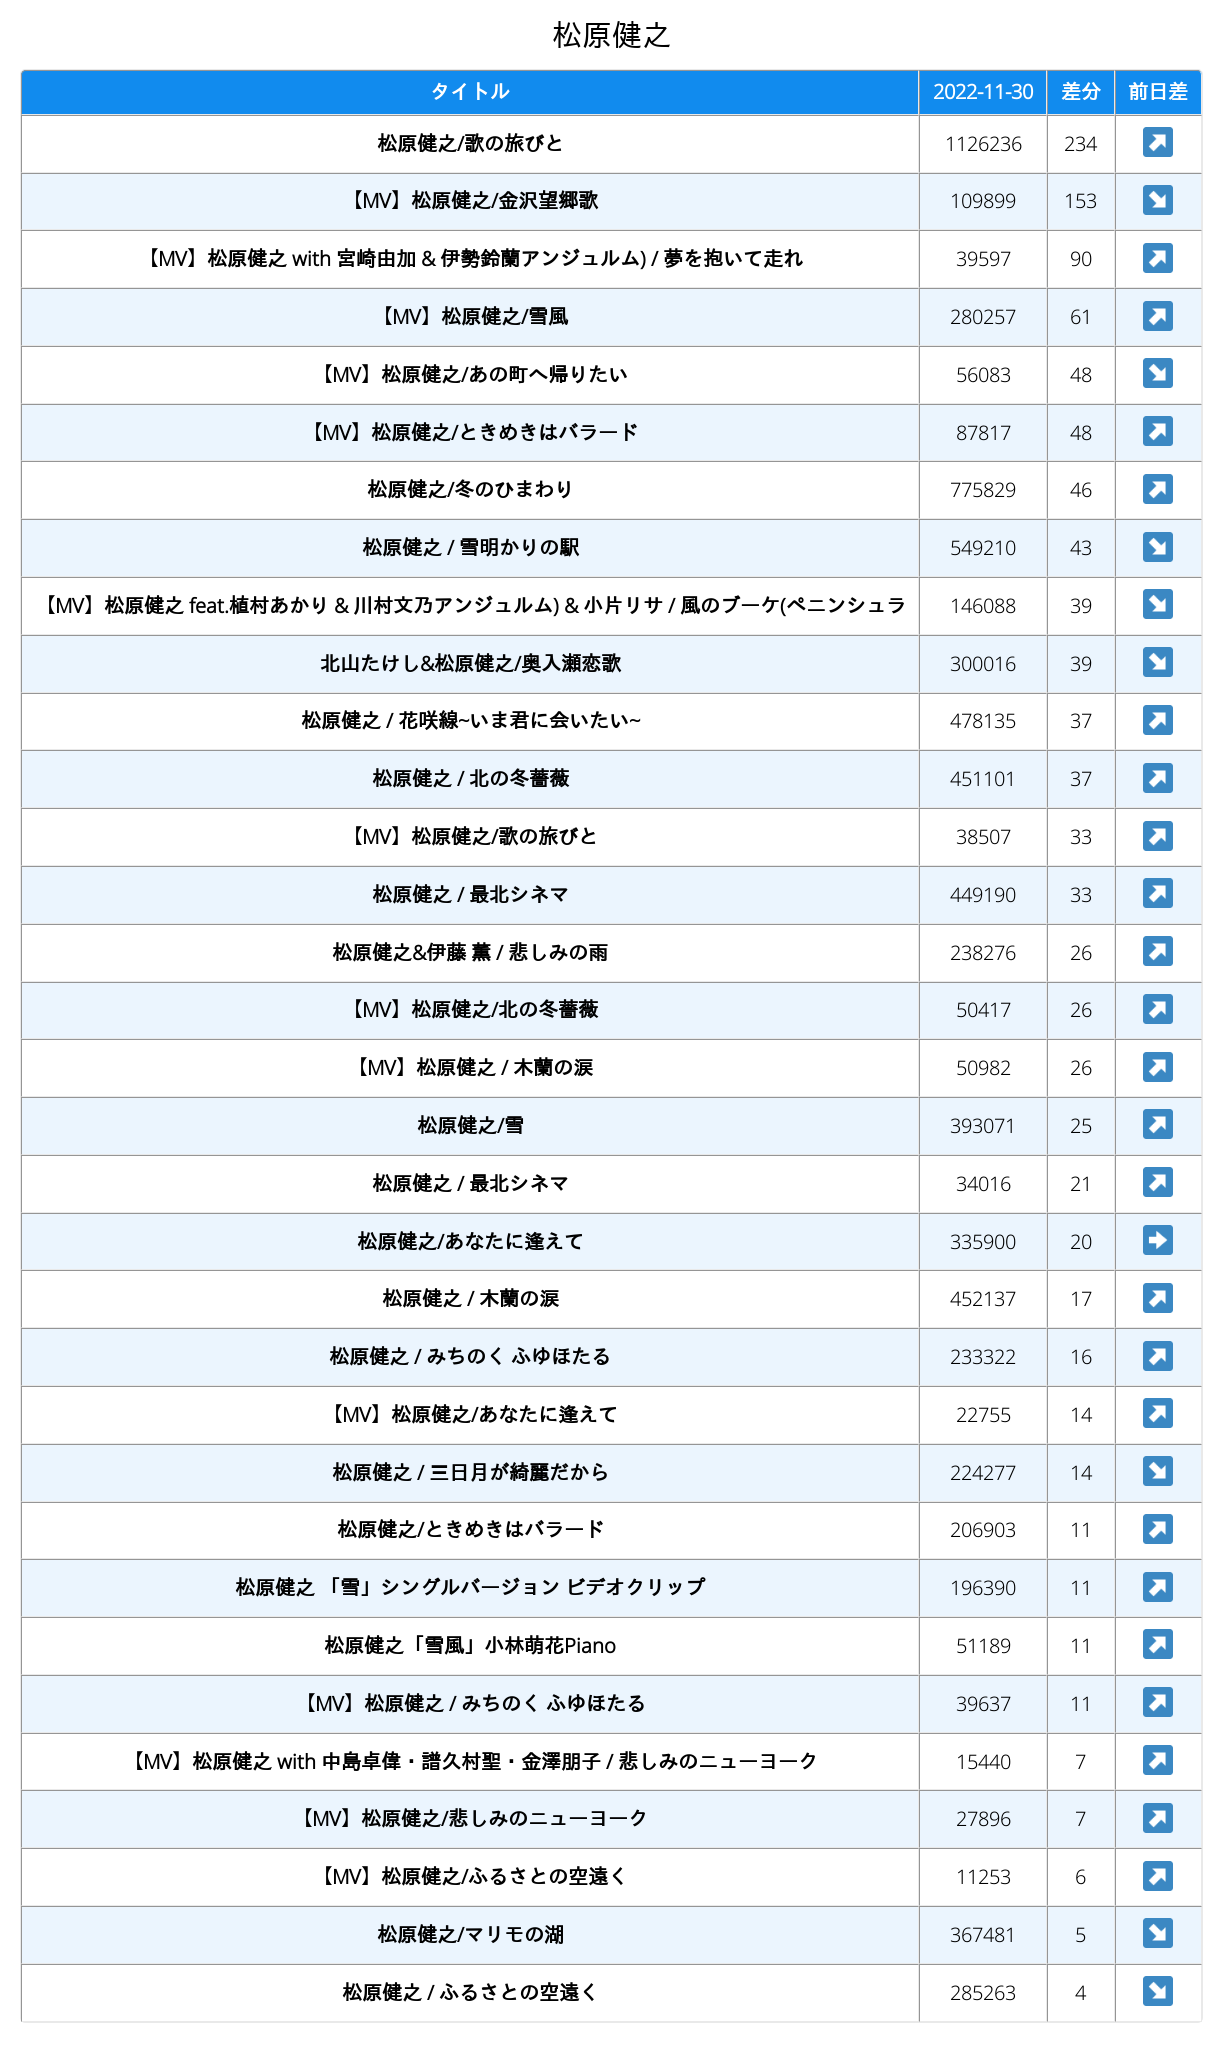 松原健之
タイトル 2022-11-30 差分 前日差
松原健之/歌の旅びと 1126236 234 ↗
【MV】松原健之/金沢望郷歌 109899 153 ↘
【MV】松原健之 with 宮崎由加 & 伊勢鈴蘭アンジュルム) / 夢を抱いて走れ 39597 90 ↗
【MV】松原健之/雪風 280257 61 ↗
【MV】松原健之/あの町へ帰りたい 56083 48 ↘
【MV】松原健之/ときめきはバラード 87817 48 ↗
松原健之/冬のひまわり 775829 46 ↗
松原健之 / 雪明かりの駅 549210 43 ↘
【MV】松原健之 feat.植村あかり & 川村文乃アンジュルム) & 小片リサ / 風のブーケ(ペニンシュラ 146088 39 ↘
北山たけし&松原健之/奥入瀬恋歌 300016 39 ↘
松原健之 / 花咲線~いま君に会いたい~ 478135 37 ↗
松原健之 / 北の冬薔薇 451101 37 ↗
【MV】松原健之/歌の旅びと 38507 33 ↗
松原健之 / 最北シネマ 449190 33 ↗
松原健之&伊藤 薫 / 悲しみの雨 238276 26 ↗
【MV】松原健之/北の冬薔薇 50417 26 ↗
【MV】松原健之 / 木蘭の涙 50982 26 ↗
松原健之/雪 393071 25 ↗
松原健之 / 最北シネマ 34016 21 ↗
松原健之/あなたに逢えて 335900 20 ➡
松原健之 / 木蘭の涙 452137 17 ↗
松原健之 / みちのく ふゆほたる 233322 16 ↗
【MV】松原健之/あなたに逢えて 22755 14 ↗
松原健之 / 三日月が綺麗だから 224277 14 ↘
松原健之/ときめきはバラード 206903 11 ↗
松原健之 「雪」シングルバージョン ビデオクリップ 196390 11 ↗
松原健之「雪風」小林萌花Piano 51189 11 ↗
【MV】松原健之 / みちのく ふゆほたる 39637 11 ↗
【MV】松原健之 with 中島卓偉・譜久村聖・金澤朋子 / 悲しみのニューヨーク 15440 7 ↗
【MV】松原健之/悲しみのニューヨーク 27896 7 ↗
【MV】松原健之/ふるさとの空遠く 11253 6 ↗
松原健之/マリモの湖 367481 5 ↘
松原健之 / ふるさとの空遠く 285263 4 ↘